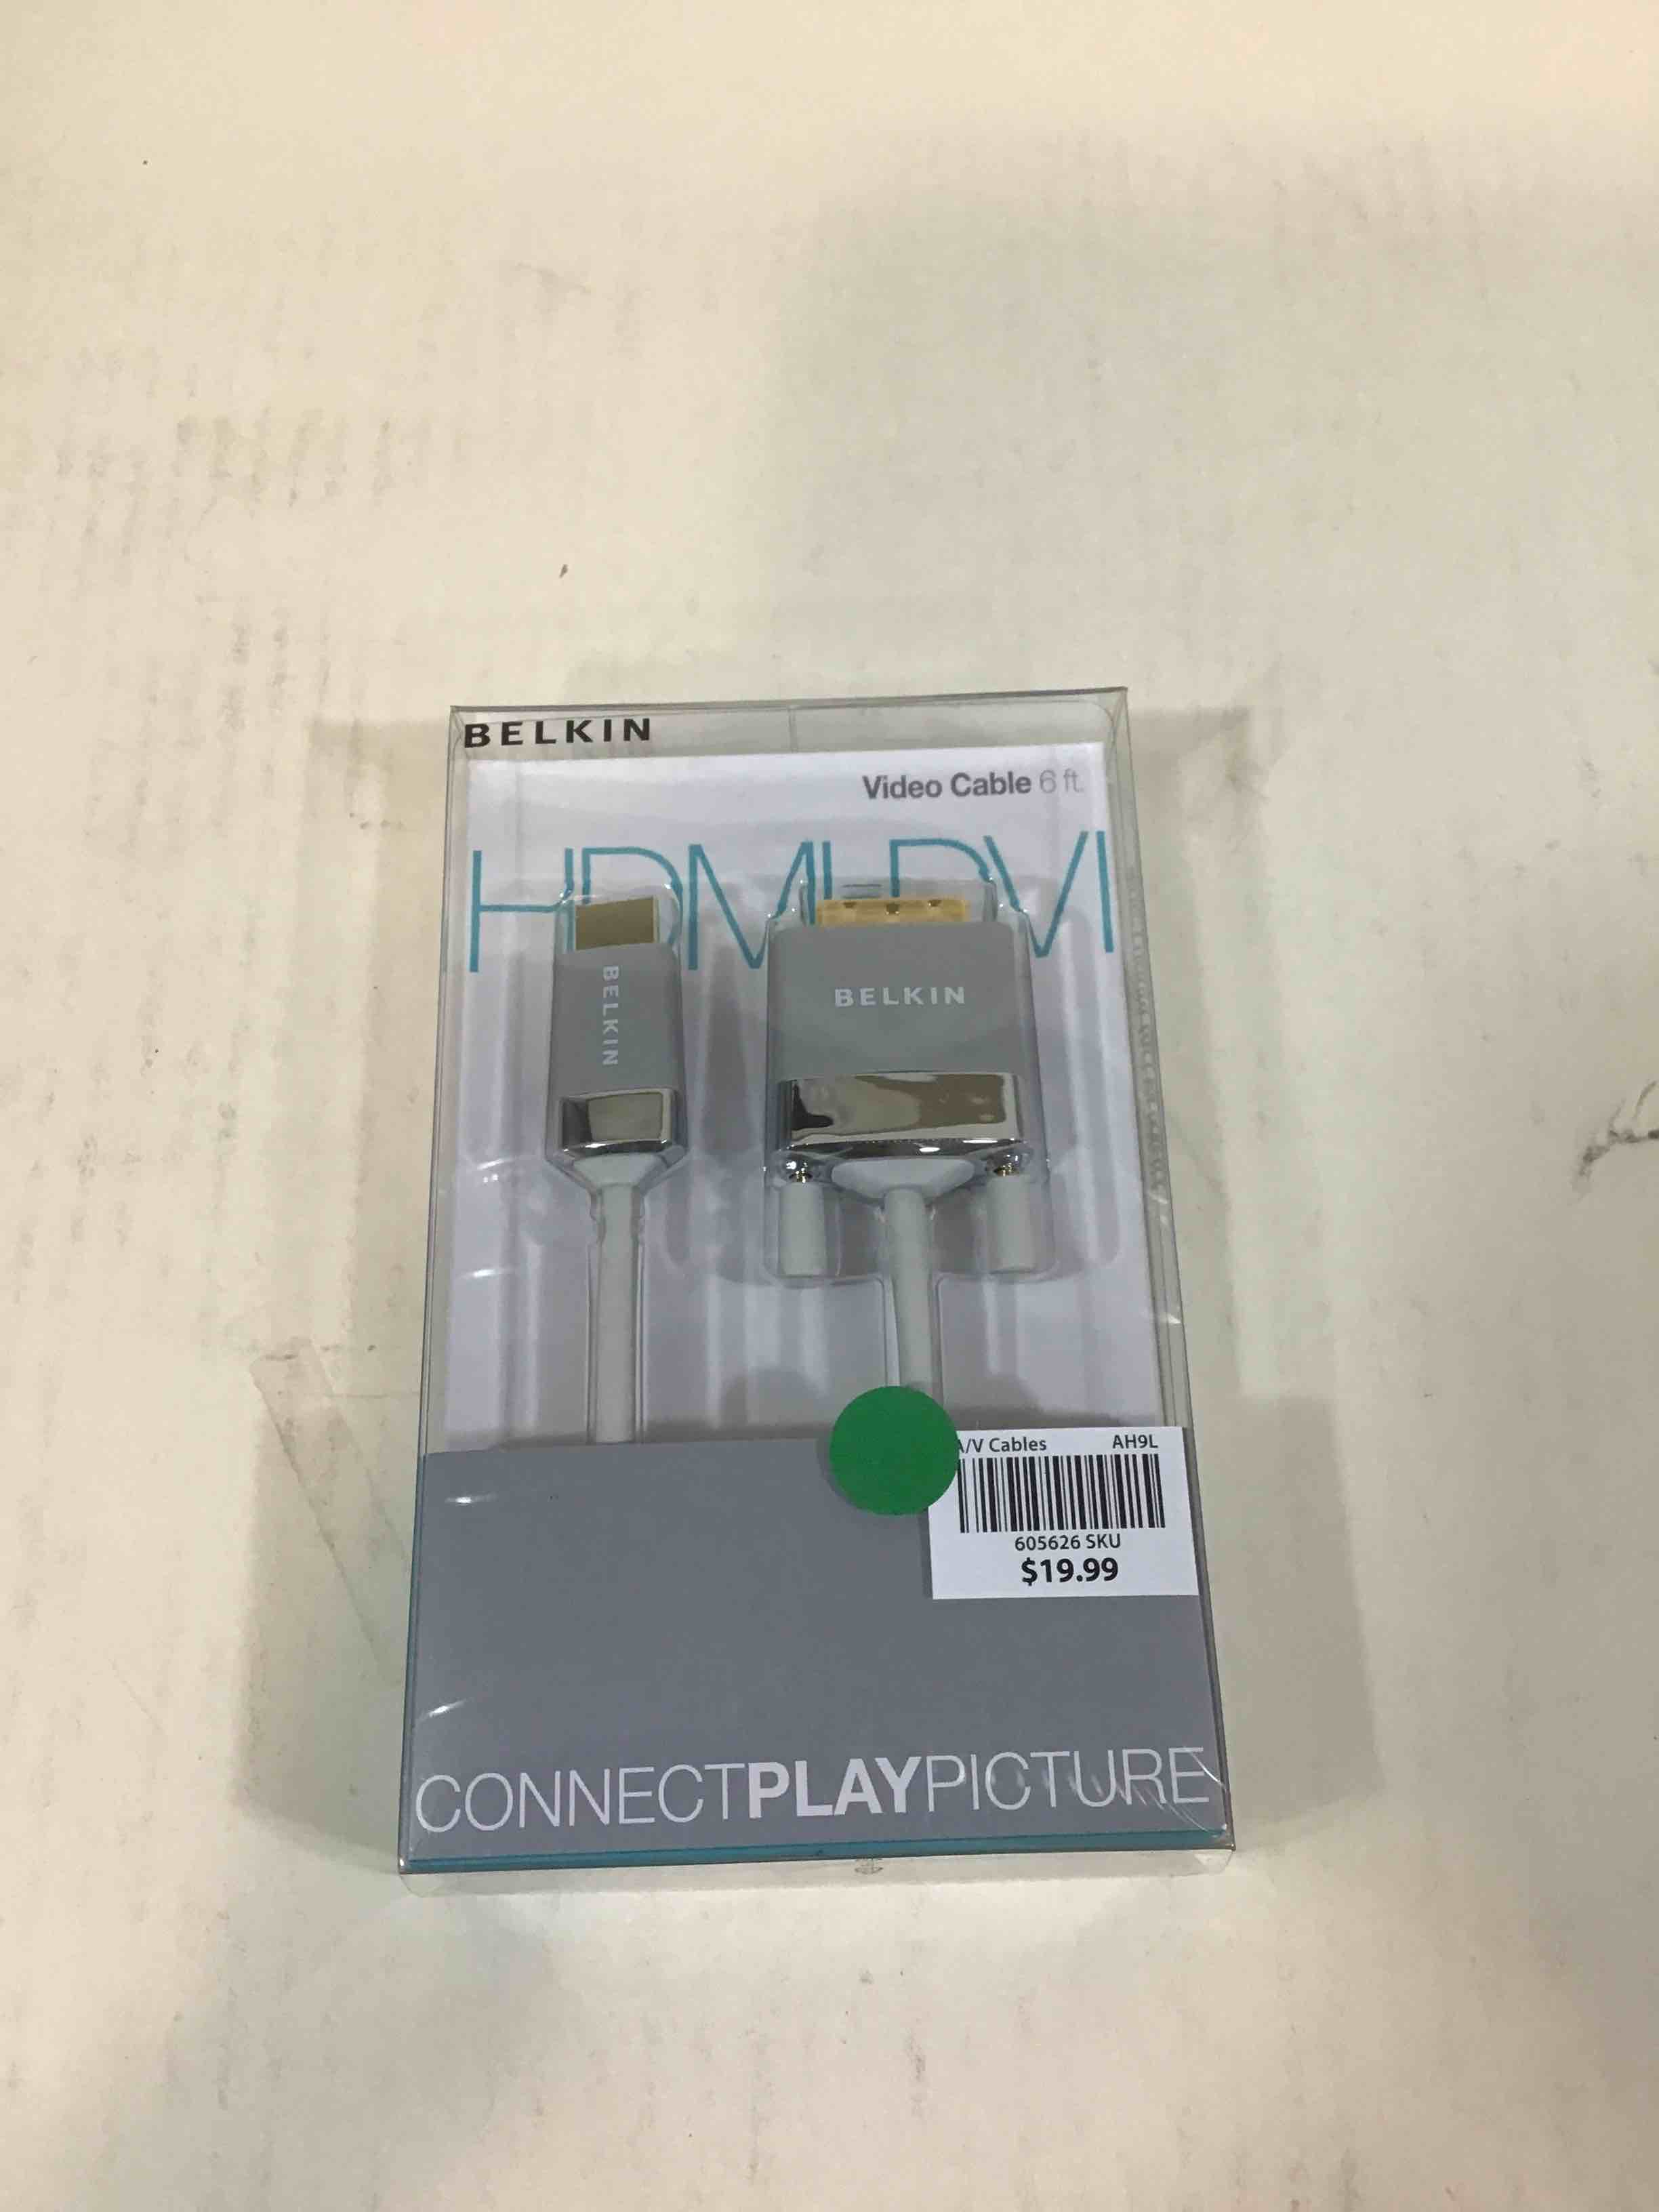 BELKIN
Video Cable 6 ft.
HDMI-DVI
BELKIN
BELKIN
A/V Cables AH9L
605626 SKU
$19.99
CONNECTPLAYPICTURE